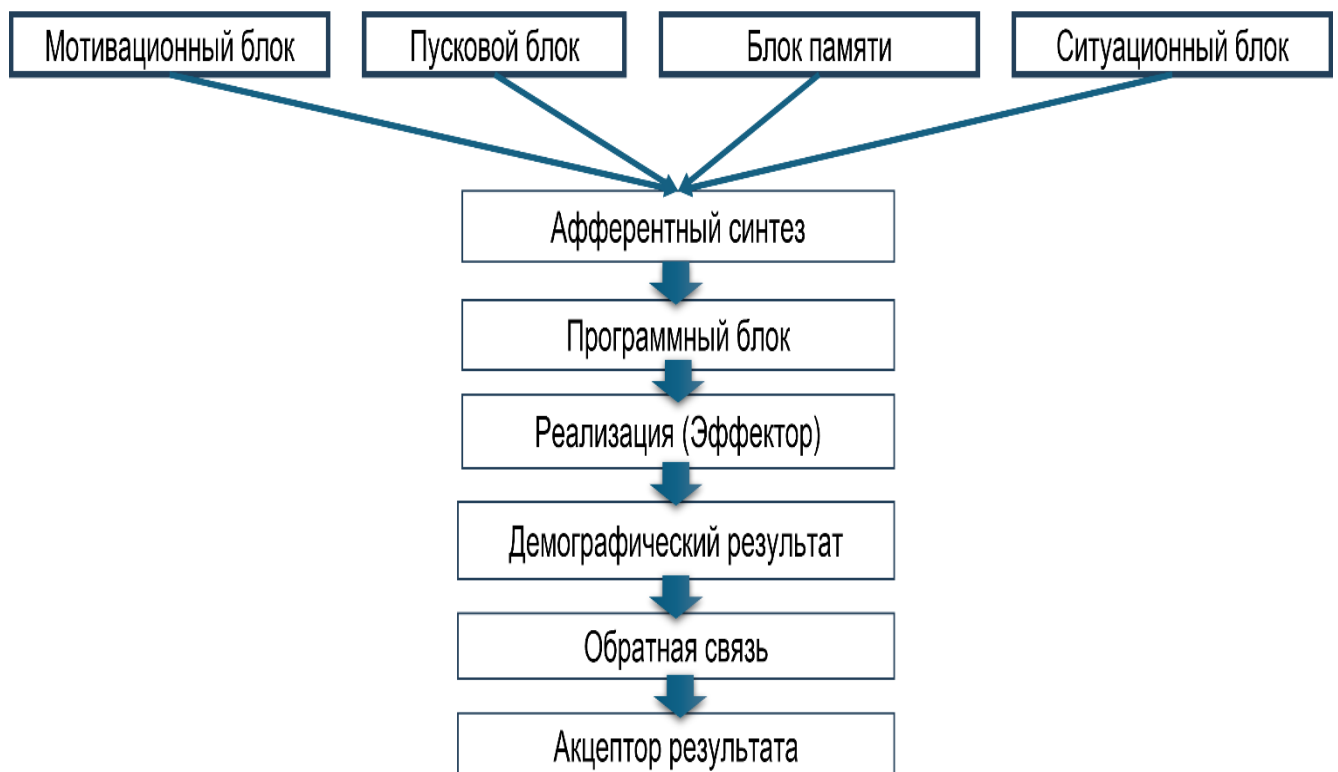 Мотивационный блок
Пусковой блок
Блок памяти
Ситуационный блок
Афферентный синтез
Программный блок
Реализация (Эффектор)
Демографический результат
Обратная связь
Акцептор результата